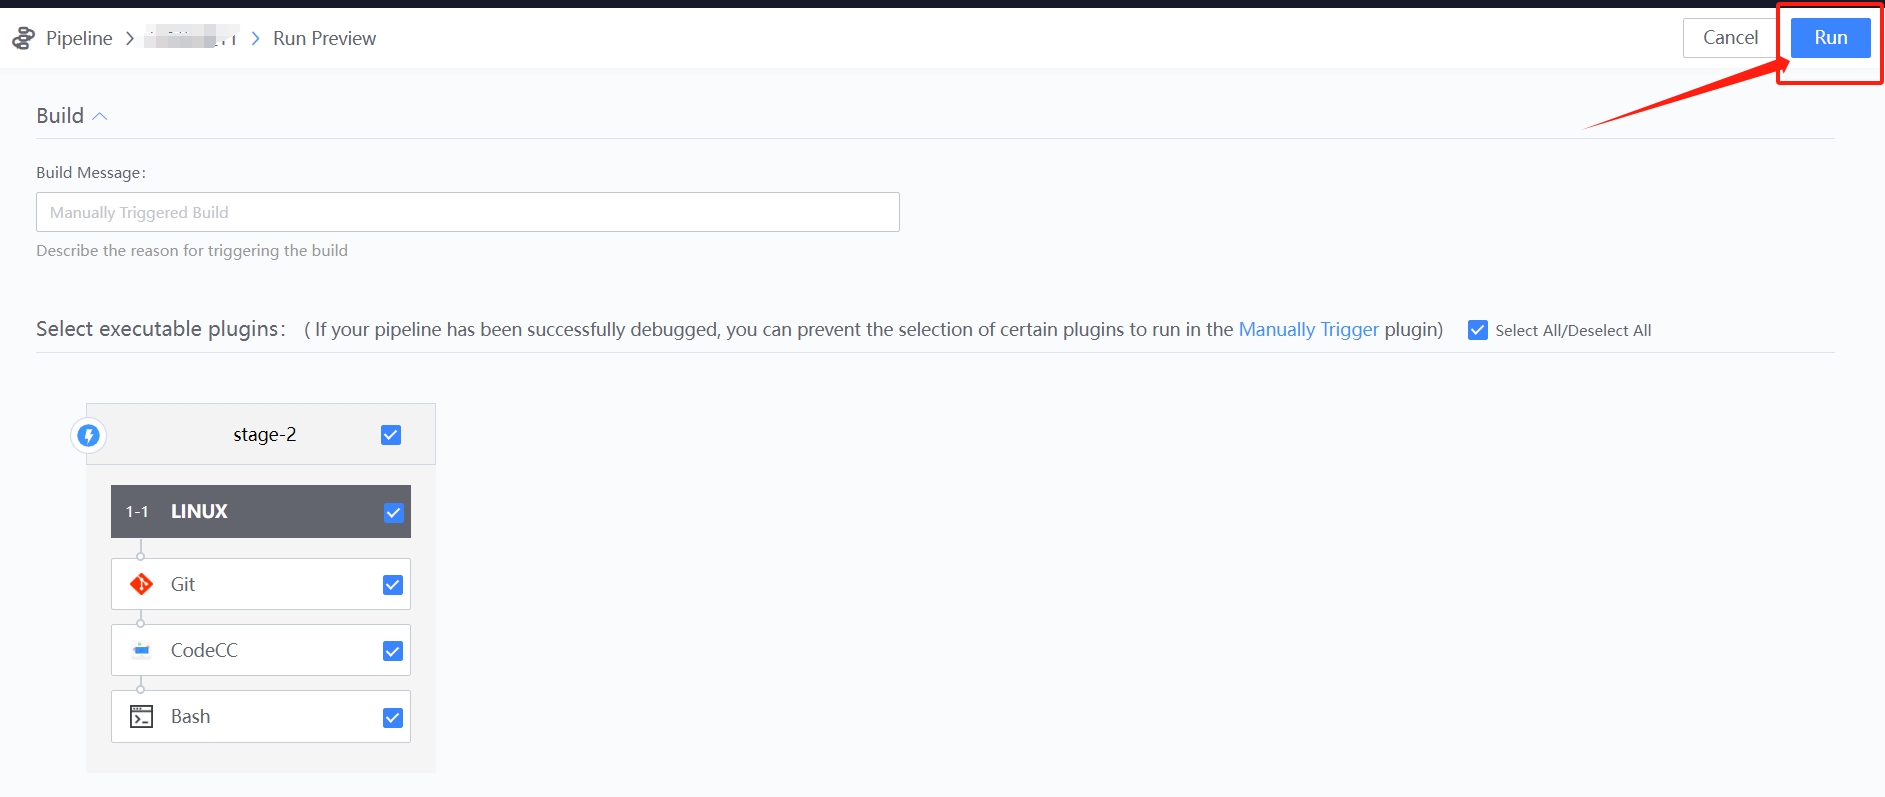 Pipeline > > Run Preview
Cancel
Run
Build
Build Message:
Manually Triggered Build
Describe the reason for triggering the build
Select executable plugins: ( If your pipeline has been successfully debugged, you can prevent the selection of certain plugins to run in the Manually Trigger plugin) Select All/Deselect All
stage-2
1-1 LINUX
Git
CodeCC
Bash